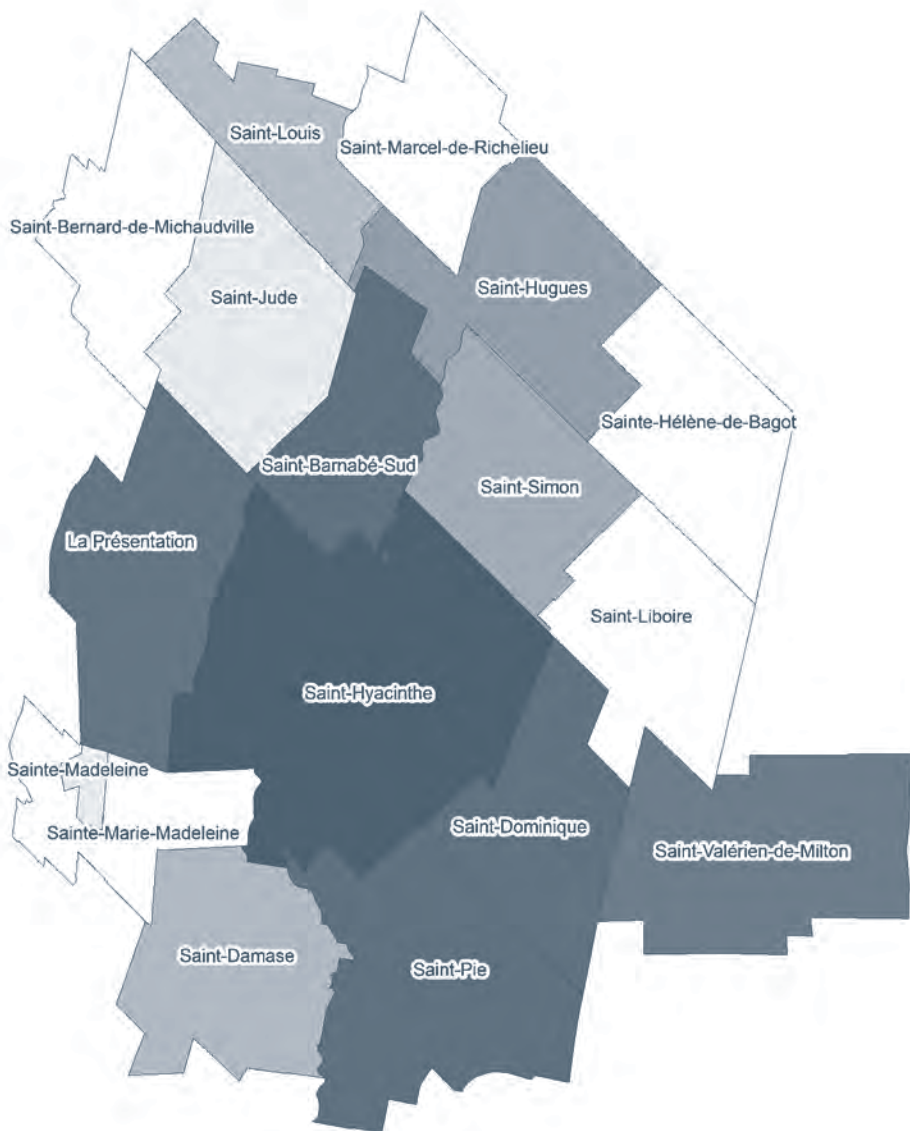 Saint-Louis
Saint-Marcel-de-Richelieu
Saint-Bernard-de-Michaudville
Saint-Jude
Saint-Hugues
Sainte-Hélène-de-Bagot
Saint-Barnabé-Sud
Saint-Simon
La Présentation
Saint-Liboire
Saint-Hyacinthe
Sainte-Madeleine
Sainte-Marie-Madeleine
Saint-Dominique
Saint-Valérien-de-Milton
Saint-Damase
Saint-Pie